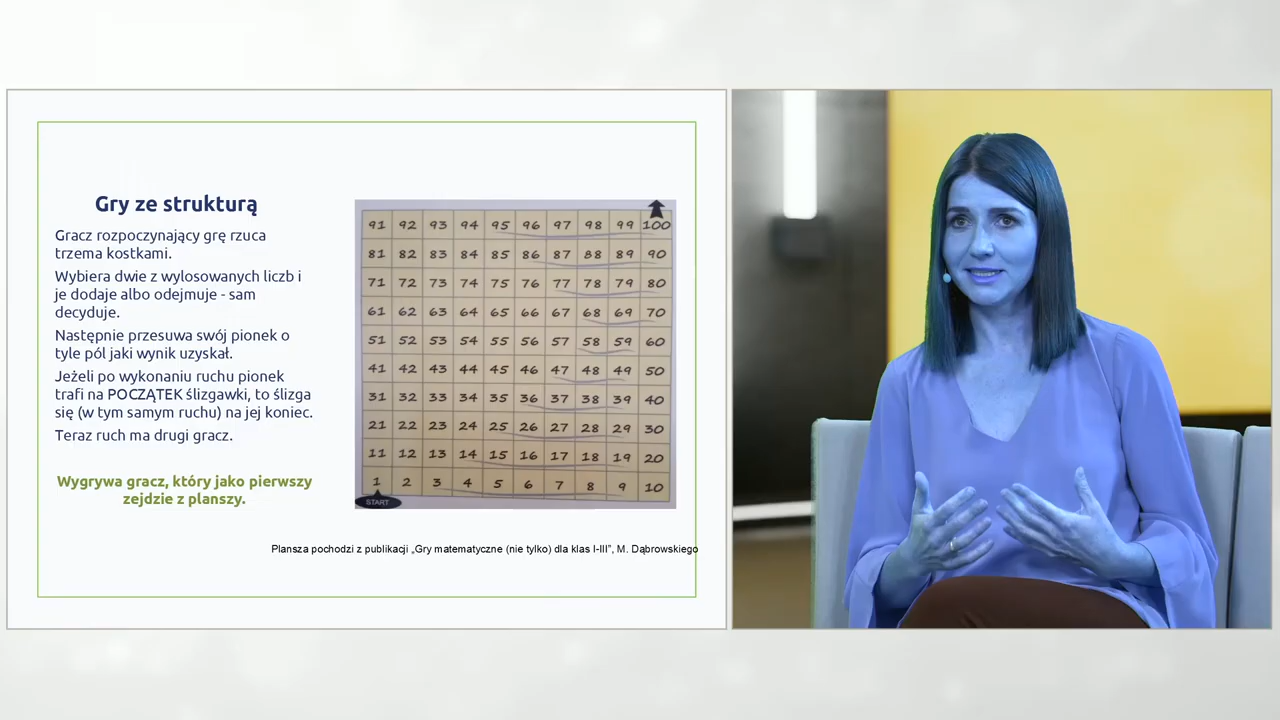 Gry ze strukturą
Gracz rozpoczynający grę rzuca
trzema kostkami.
Wybiera dwie z wylosowanych liczb i
je dodaje albo odejmuje - sam
decyduje.
Następnie przesuwa swój pionek o
tyle pól jaki wynik uzyskał.
Jeżeli po wykonaniu ruchu pionek
trafi na POCZĄTEK ślizgawki, to ślizga
się (w tym samym ruchu) na jej koniec.
Teraz ruch ma drugi gracz.
Wygrywa gracz, który jako pierwszy
zejdzie z planszy.
91 92 93 94 95 96 97 98 99 100
81 82 83 84 85 86 87 88 89 90
71 72 73 74 75 76 77 78 79 80
61 62 63 64 65 66 67 68 69 70
51 52 53 54 55 56 57 58 59 60
41 42 43 44 45 46 47 48 49 50
31 32 33 34 35 36 37 38 39 40
21 22 23 24 25 26 27 28 29 30
11 12 13 14 15 16 17 18 19 20
1 2 3 4 5 6 7 8 9 10
START
Plansza pochodzi z publikacji „Gry matematyczne (nie tylko) dla klas I-III”, M. Dąbrowskiego